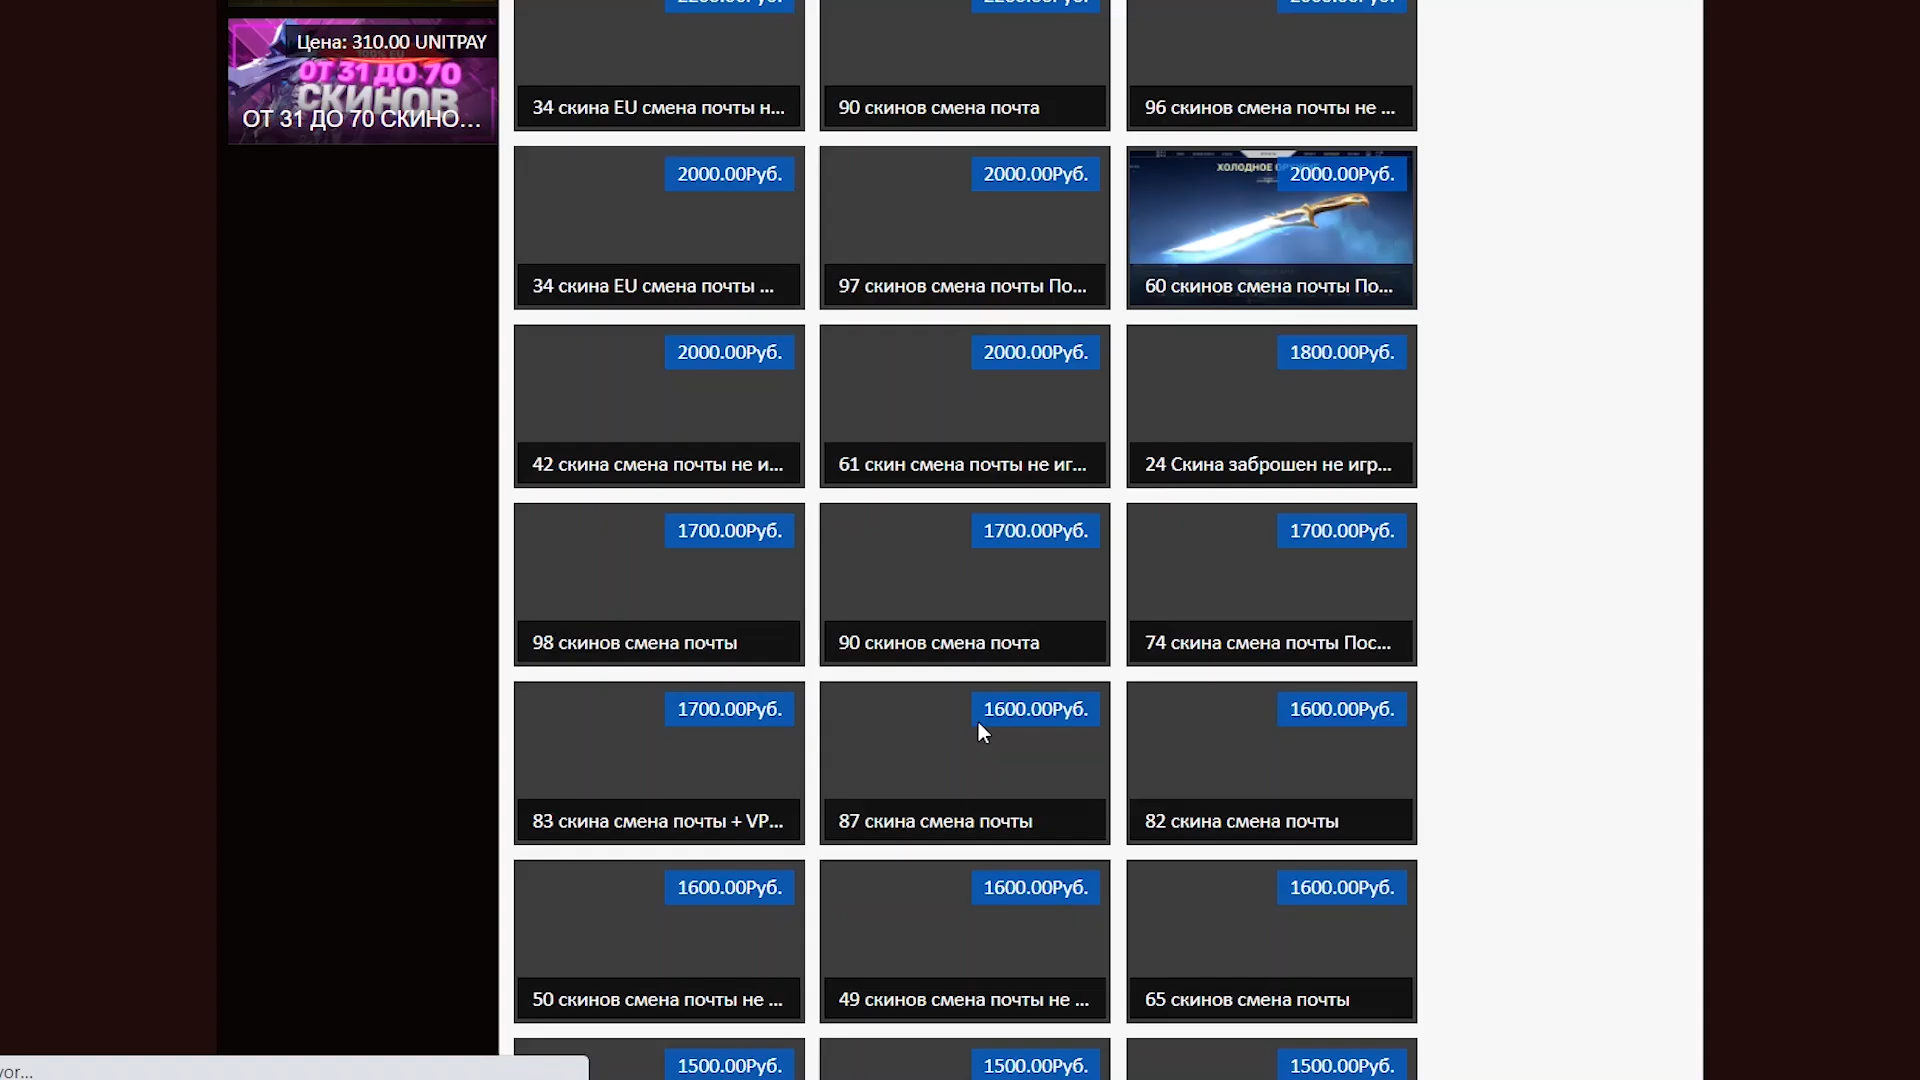 Цена: 310.00 UNITPAY
ОТ 31 ДО 70
СКИНОВ
ОТ 31 ДО 70 СКИНО...
34 скина EU смена почты н...
90 скинов смена почта
96 скинов смена почты не ...
2000.00Руб.
2000.00Руб.
2000.00Руб.
34 скина EU смена почты ...
97 скинов смена почты По...
60 скинов смена почты По...
2000.00Руб.
2000.00Руб.
1800.00Руб.
42 скина смена почты не и...
61 скин смена почты не иг...
24 Скина заброшен не игр...
1700.00Руб.
1700.00Руб.
1700.00Руб.
98 скинов смена почты
90 скинов смена почта
74 скина смена почты Пос...
1700.00Руб.
1600.00Руб.
1600.00Руб.
83 скина смена почты + VP...
87 скина смена почты
82 скина смена почты
1600.00Руб.
1600.00Руб.
1600.00Руб.
50 скинов смена почты не ...
49 скинов смена почты не ...
65 скинов смена почты
1500.00Руб.
1500.00Руб.
1500.00Руб.